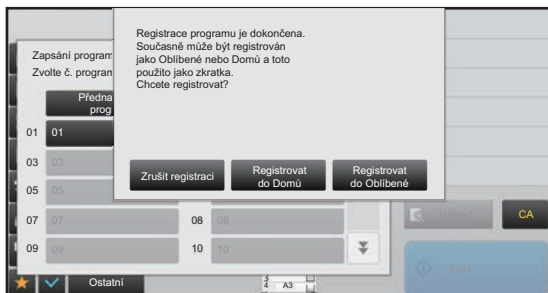 Registrace programu je dokončena.
Současně může být registrován
jako Oblíbené nebo Domů a toto
použito jako zkratka.
Chcete registrovat?
Zrušit registraci
Registrovat
do Domů
Registrovat
do Oblíbené
Zapsání program
Zvolte č. program
Předna
prog
01 01
03 03
05 05
07 07 08 08
09 09 10 10
CA
Start
Ostatní
4 A3